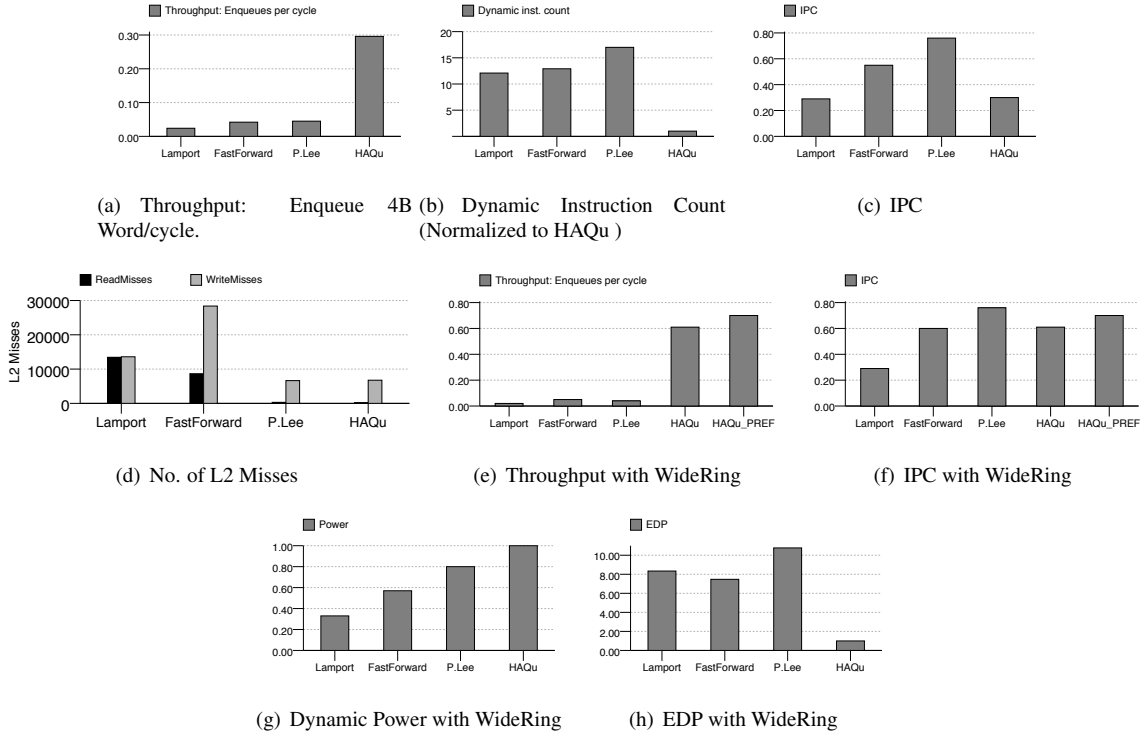 Throughput: Enqueues per cycle
0.30
0.20
0.10
0.00
Lamport FastForward P.Lee HAQu
(a) Throughput: Enqueue 4B
Word/cycle.
Dynamic inst. count
20
15
10
5
Lamport FastForward P.Lee HAQu
(b) Dynamic Instruction Count
(Normalized to HAQu )
IPC
0.80
0.60
0.40
0.20
0.00
Lamport FastForward P.Lee HAQu
(c) IPC
ReadMisses WriteMisses
L2 Misses
30000
20000
10000
0
Lamport FastForward P.Lee HAQu
(d) No. of L2 Misses
Throughput: Enqueues per cycle
0.80
0.60
0.40
0.20
0.00
Lamport FastForward P.Lee HAQu HAQu_PREF
(e) Throughput with WideRing
IPC
0.80
0.60
0.40
0.20
0.00
Lamport FastForward P.Lee HAQu HAQu_PREF
(f) IPC with WideRing
Power
1.00
0.80
0.60
0.40
0.20
0.00
Lamport FastForward P.Lee HAQu
(g) Dynamic Power with WideRing
EDP
10.00
8.00
6.00
4.00
2.00
0.00
Lamport FastForward P.Lee HAQu
(h) EDP with WideRing